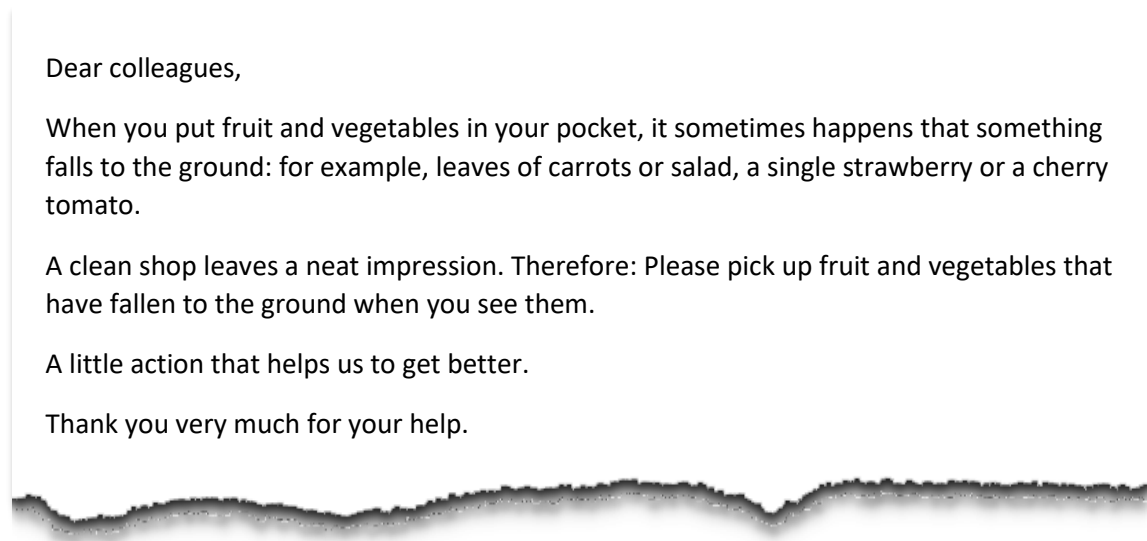 Dear colleagues,
When you put fruit and vegetables in your pocket, it sometimes happens that something
falls to the ground: for example, leaves of carrots or salad, a single strawberry or a cherry
tomato.
A clean shop leaves a neat impression. Therefore: Please pick up fruit and vegetables that
have fallen to the ground when you see them.
A little action that helps us to get better.
Thank you very much for your help.